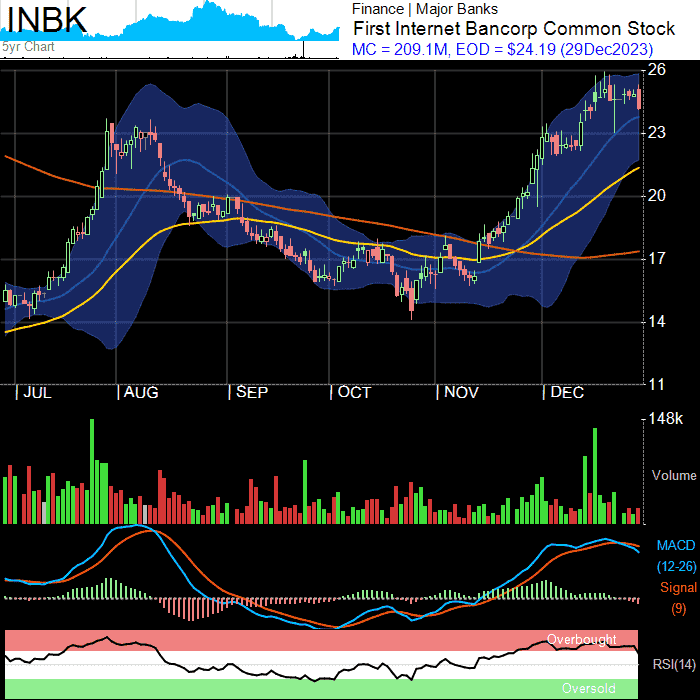 INBK
5yr Chart
Finance | Major Banks
First Internet Bancorp Common Stock
MC = 209.1M, EOD = $24.19 (29Dec2023)
26
23
20
17
14
11
JUL AUG SEP OCT NOV DEC
148k
Volume
MACD
(12-26)
Signal
(9)
Overbought
RSI(14)
Oversold